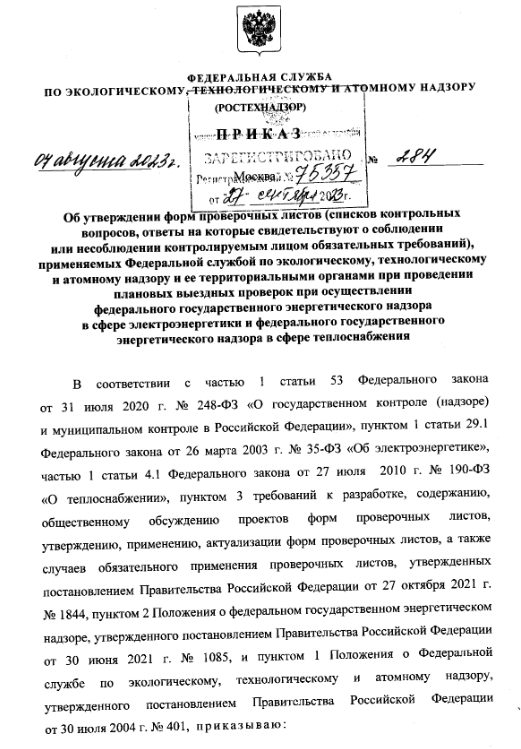 ФЕДЕРАЛЬНАЯ СЛУЖБА
ПО ЭКОЛОГИЧЕСКОМУ, ТЕХНОЛОГИЧЕСКОМУ И АТОМНОМУ НАДЗОРУ
(РОСТЕХНАДЗОР)
ПРИКАЗ
ЗАРЕГИСТРИРОВАНО
04 августа 2023г. Москва № 284
Регистрационный № 75357
от "27" сентября 2023г.
Об утверждении форм проверочных листов (списков контрольных
вопросов, ответы на которые свидетельствуют о соблюдении
или несоблюдении контролируемым лицом обязательных требований),
применяемых Федеральной службой по экологическому, технологическому
и атомному надзору и ее территориальными органами при проведении
плановых выездных проверок при осуществлении
федерального государственного энергетического надзора
в сфере электроэнергетики и федерального государственного
энергетического надзора в сфере теплоснабжения
В соответствии с частью 1 статьи 53 Федерального закона
от 31 июля 2020 г. № 248-ФЗ «О государственном контроле (надзоре)
и муниципальном контроле в Российской Федерации», пунктом 1 статьи 29.1
Федерального закона от 26 марта 2003 г. № 35-ФЗ «Об электроэнергетике»,
частью 1 статьи 4.1 Федерального закона от 27 июля 2010 г. № 190-ФЗ
«О теплоснабжении», пунктом 3 требований к разработке, содержанию,
общественному обсуждению проектов форм проверочных листов,
утверждению, применению, актуализации форм проверочных листов, а также
случаев обязательного применения проверочных листов, утвержденных
постановлением Правительства Российской Федерации от 27 октября 2021 г.
№ 1844, пунктом 2 Положения о федеральном государственном энергетическом
надзоре, утвержденного постановлением Правительства Российской Федерации
от 30 июня 2021 г. № 1085, и пунктом 1 Положения о Федеральной
службе по экологическому, технологическому и атомному надзору,
утвержденного постановлением Правительства Российской Федерации
от 30 июля 2004 г. № 401, приказываю: